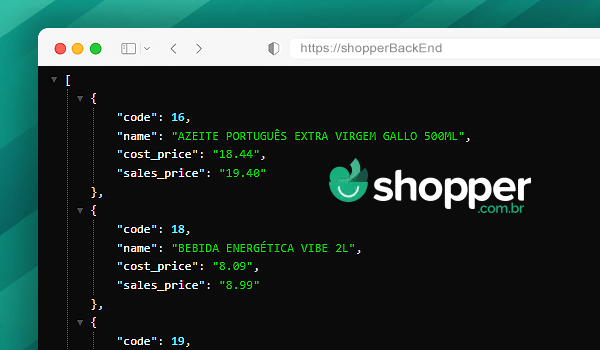 https://shopperBackEnd
[
{
"code": 16,
"name": "AZEITE PORTUGUÊS EXTRA VIRGEM GALLO 500ML",
"cost_price": "18.44",
"sales_price": "19.40"
},
{
"code": 18,
"name": "BEBIDA ENERGÉTICA VIBE 2L",
"cost_price": "8.09",
"sales_price": "8.99"
},
{
"code": 19,
shopper
.com.br